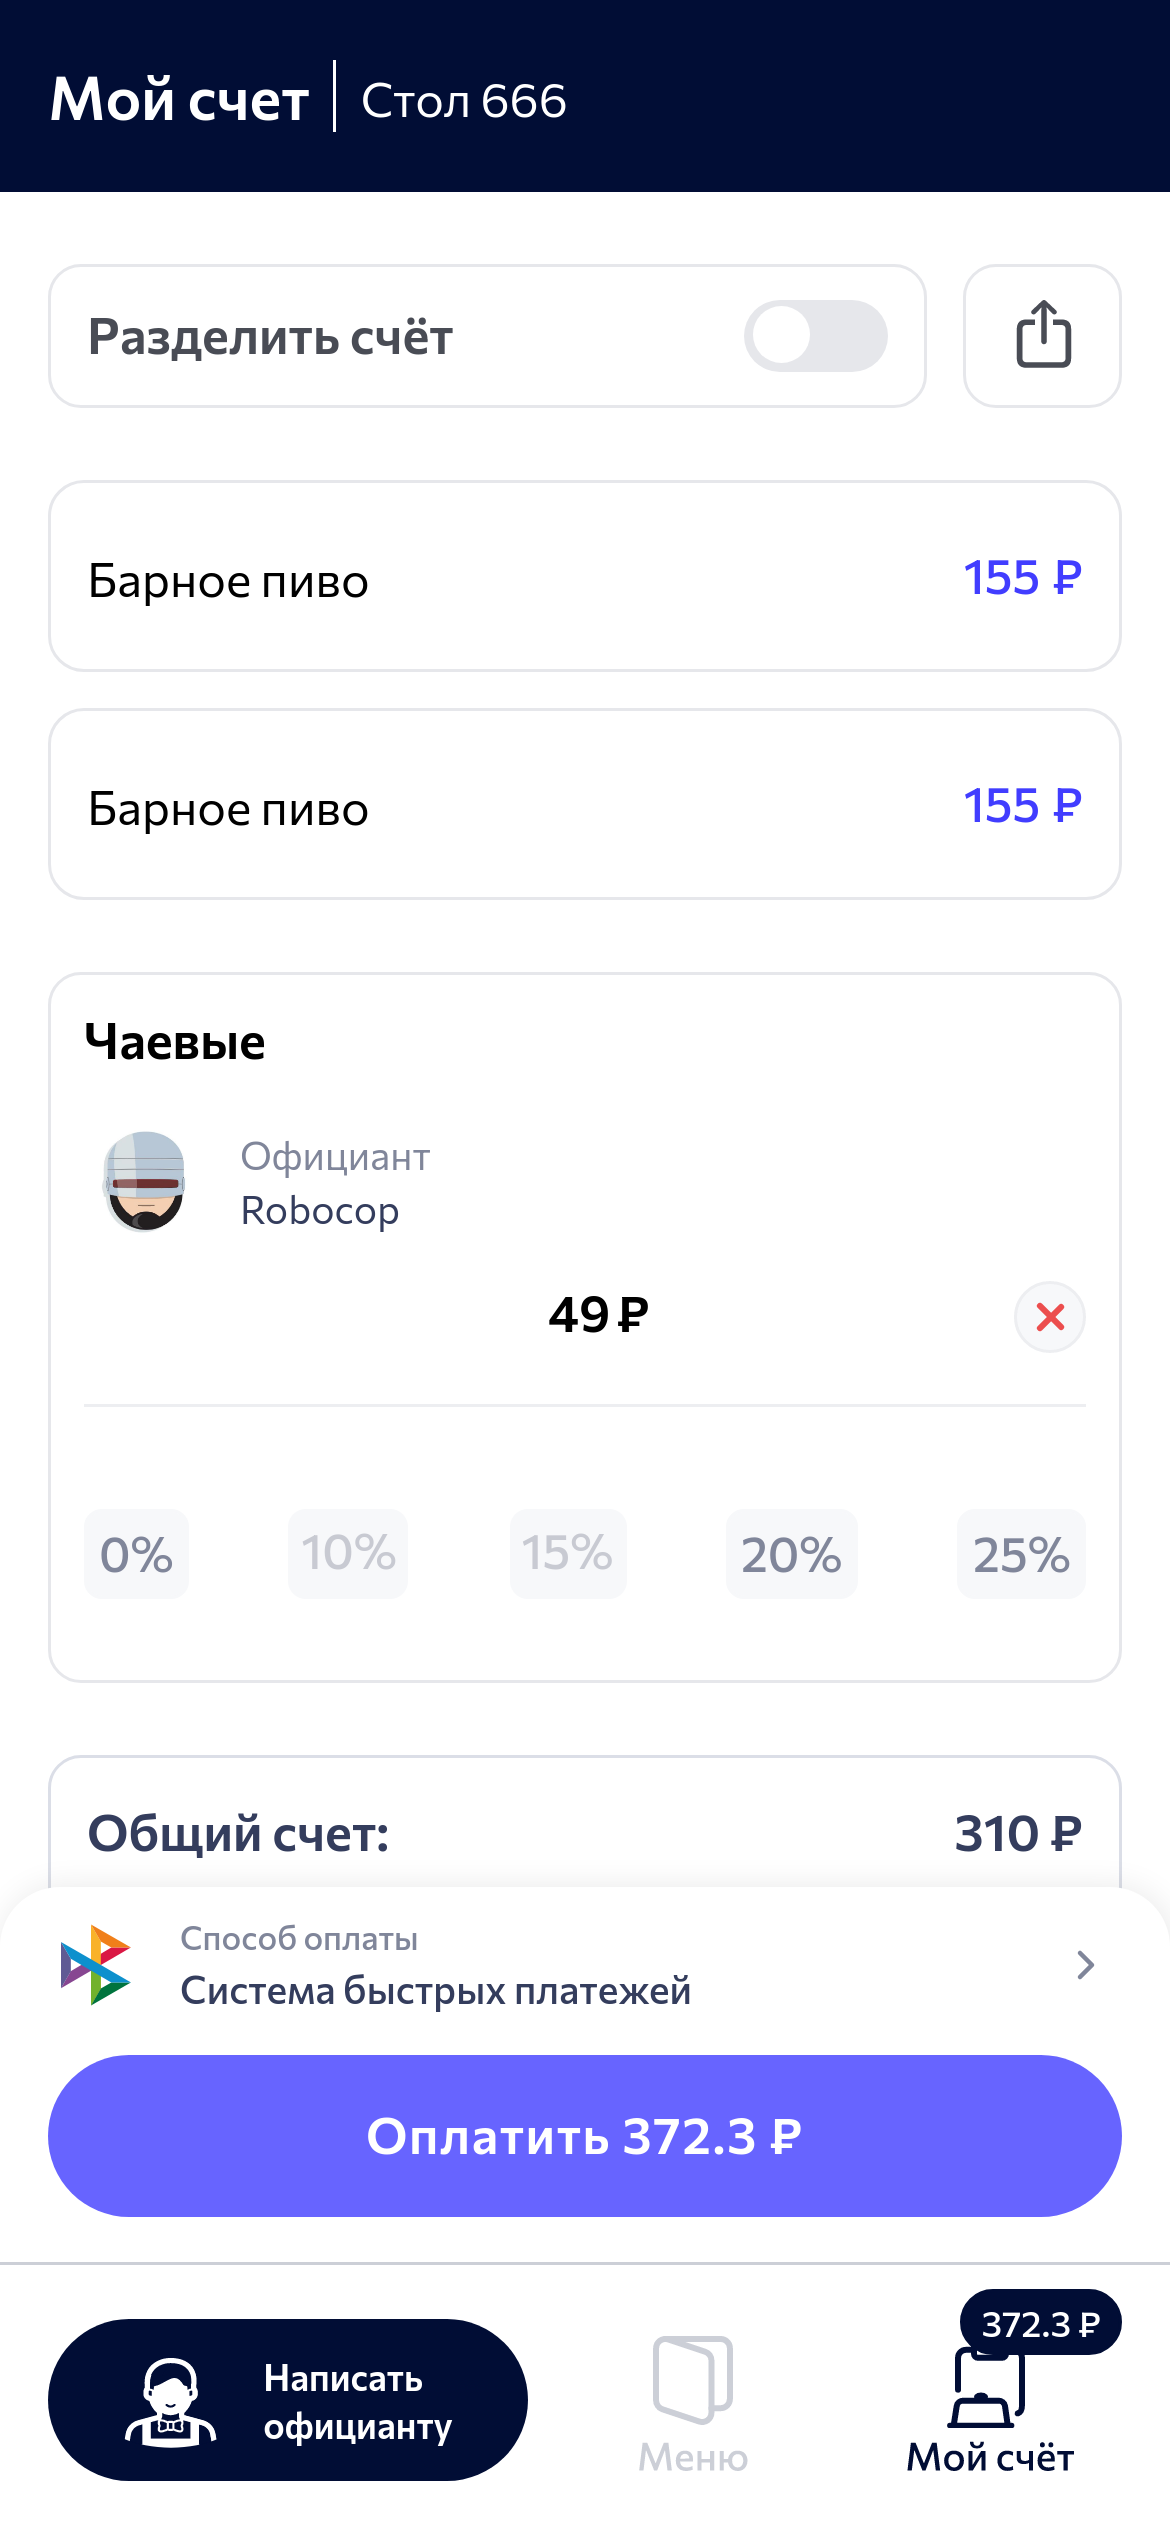 Мой счет
Стол 666
Разделить счёт
Барное пиво
155 ₽
Барное пиво
155 ₽
Чаевые
Официант
Robocop
49 ₽
0% 10% 15% 20% 25%
Общий счет:
310 ₽
Способ оплаты
Система быстрых платежей
Оплатить 372.3 ₽
Написать
официанту
Меню
372.3 ₽
Мой счёт